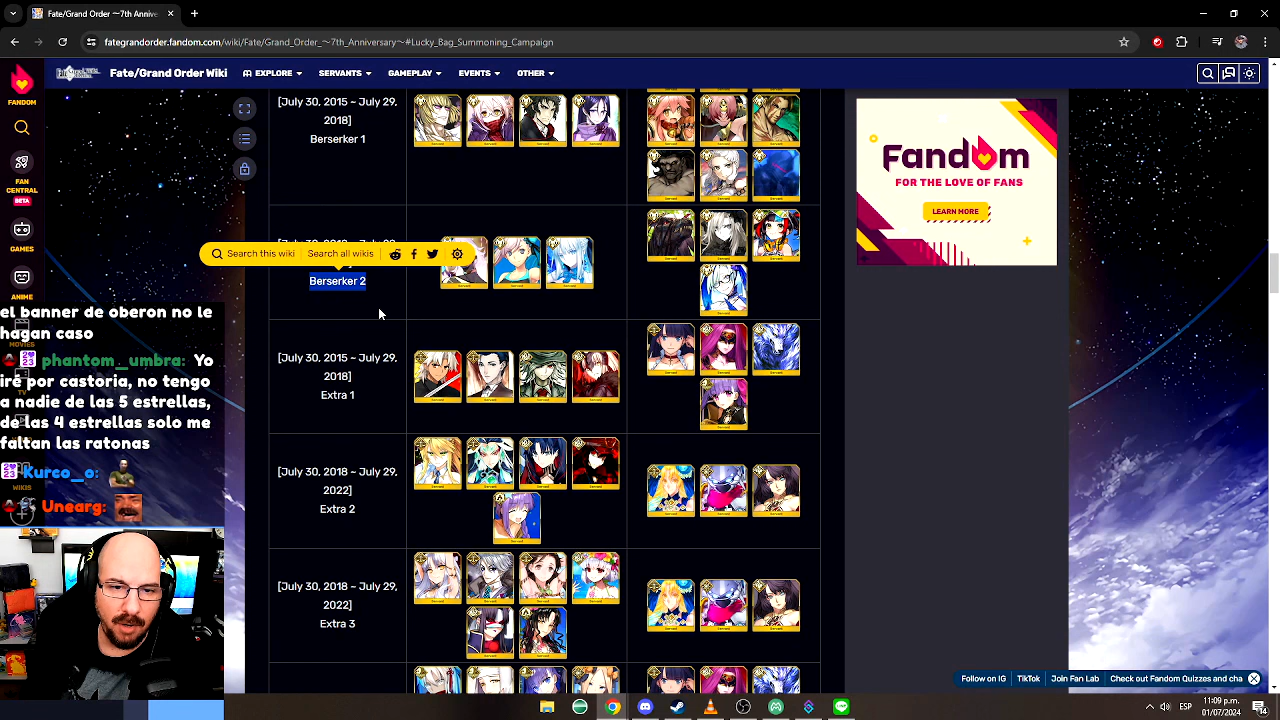 Fate/Grand Order ~7th Annive
fategrandorder.fandom.com/wiki/Fate/Grand_Order_~7th_Anniversary~#Lucky_Bag_Summoning_Campaign
Fate/Grand Order Wiki
EXPLORE
SERVANTS
GAMEPLAY
EVENTS
OTHER
FANDOM
FAN
CENTRAL
BETA
GAMES
ANIME
MOVIES
TV
WIKIS
[July 30, 2015 ~ July 29,
2018]
Berserker 1
Search this wiki
Search all wikis
Berserker 2
[July 30, 2015 ~ July 29,
2018]
Extra 1
[July 30, 2018 ~ July 29,
2022]
Extra 2
[July 30, 2018 ~ July 29,
2022]
Extra 3
Fandom
FOR THE LOVE OF FANS
LEARN MORE
el banner de oberon no le
hagan caso
phantom_umbra: Yo
ire por castoria, no tengo
a nadie de las 5 estrellas,
de las 4 estrellas solo me
faltan las ratonas
Kurco_o:
Unearg:
Follow on IG
TikTok
Join Fan Lab
Check out Fandom Quizzes and cha
ESP
11:09 p.m.
01/07/2024